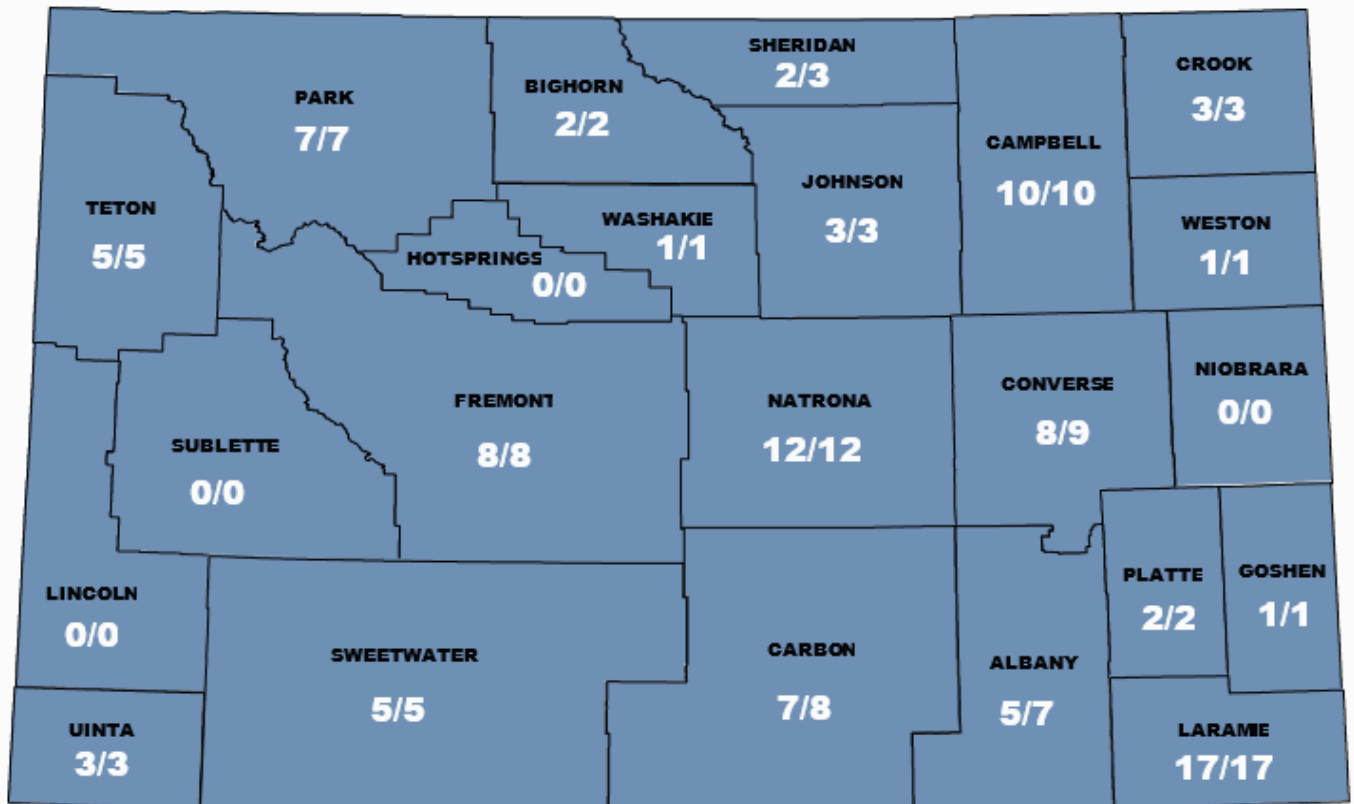 SHERIDAN
2/3
CROOK
3/3
BIGHORN
2/2
PARK
7/7
CAMPBELL
10/10
JOHNSON
3/3
TETON
5/5
WASHAKIE
1/1
WESTON
1/1
HOTSPRINGS
0/0
NIOBRARA
0/0
CONVERSE
8/9
FREMONT
8/8
NATRONA
12/12
SUBLETTE
0/0
PLATTE
2/2
GOSHEN
1/1
LINCOLN
0/0
SWEETWATER
5/5
CARBON
7/8
ALBANY
5/7
UINTA
3/3
LARAMIE
17/17